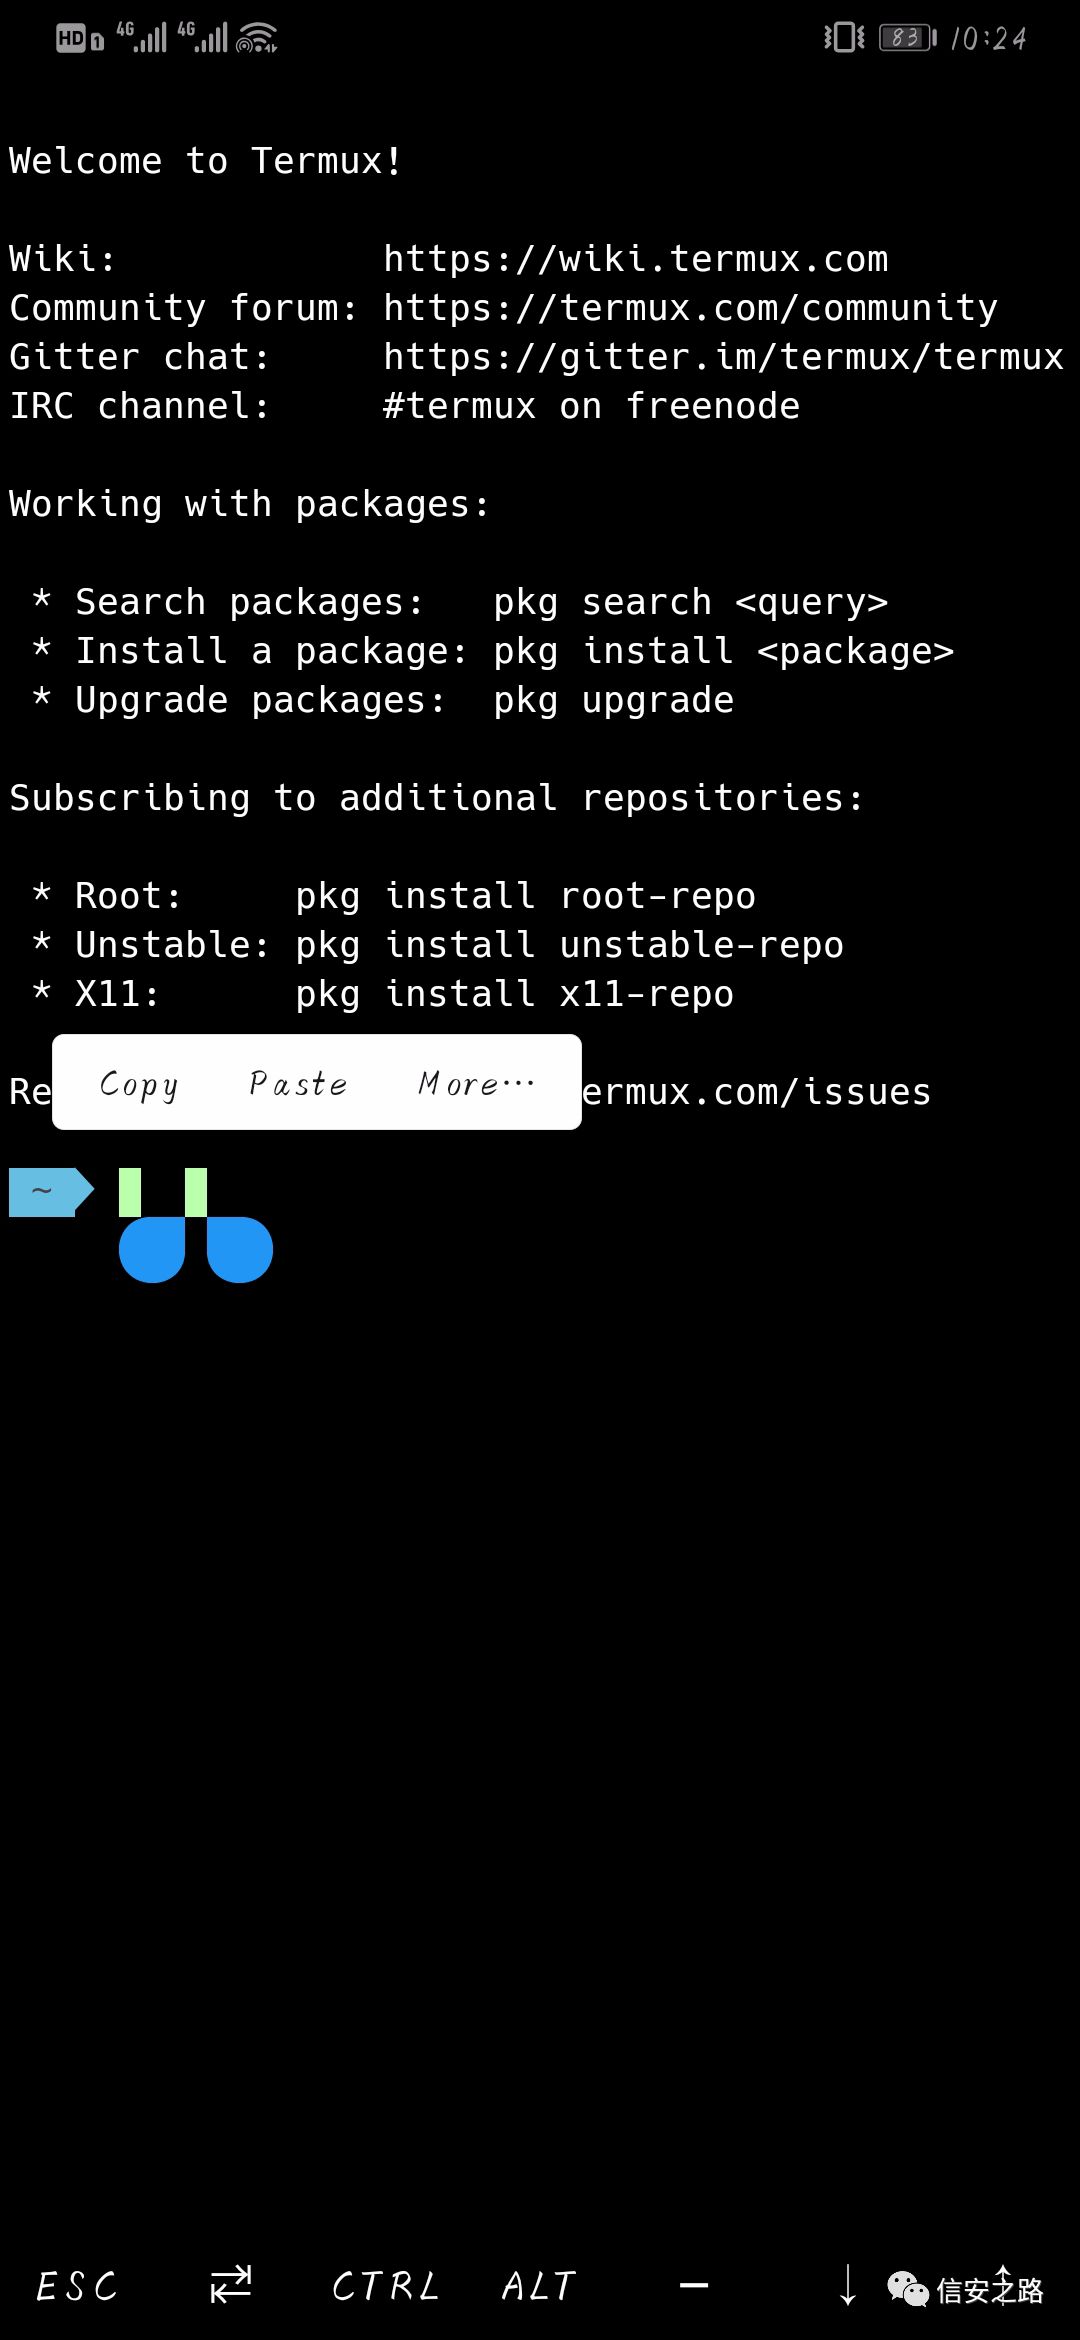 HD 1 4G 4G 83 10:24
Welcome to Termux!
Wiki: https://wiki.termux.com
Community forum: https://termux.com/community
Gitter chat: https://gitter.im/termux/termux
IRC channel: #termux on freenode
Working with packages:
* Search packages: pkg search <query>
* Install a package: pkg install <package>
* Upgrade packages: pkg upgrade
Subscribing to additional repositories:
* Root: pkg install root-repo
* Unstable: pkg install unstable-repo
* X11: pkg install x11-repo
Copy Paste More...
Re ermux.com/issues
~
ESC ⇥ CTRL ALT — ↓ ↑
信安之路